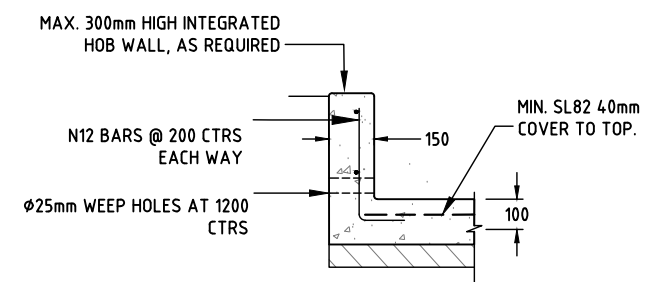 MAX. 300mm HIGH INTEGRATED
HOB WALL, AS REQUIRED
MIN. SL82 40mm
COVER TO TOP.
N12 BARS @ 200 CTRS
EACH WAY
150
Ø25mm WEEP HOLES AT 1200
CTRS
100